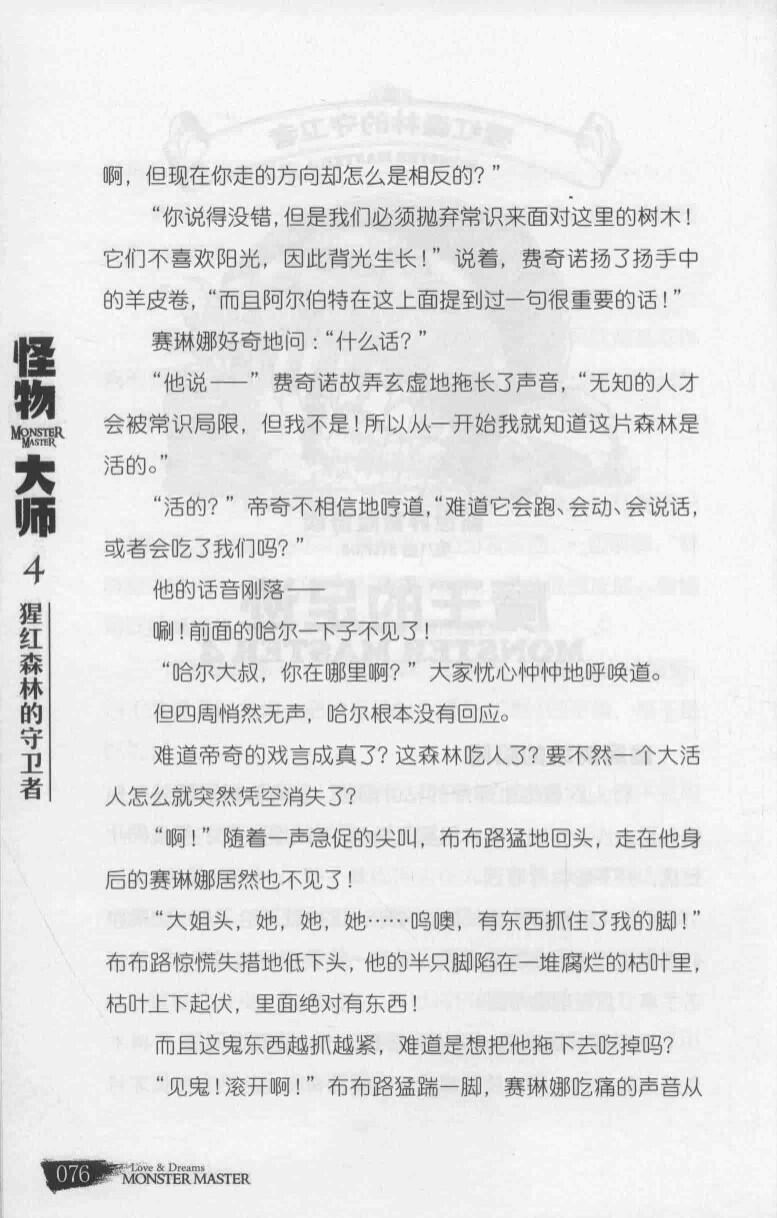 啊，但现在你走的方向却怎么是相反的？”
“你说得没错，但是我们必须抛弃常识来面对这里的树木！
它们不喜欢阳光，因此背光生长！”说着，费奇诺扬了扬手中
的羊皮卷，“而且阿尔伯特在这上面提到过一句很重要的话！”
赛琳娜好奇地问：“什么话？”
“他说——”费奇诺故弄玄虚地拖长了声音，“无知的人才
会被常识局限，但我不是！所以从一开始我就知道这片森林是
活的。”
“活的？”帝奇不相信地哼道，“难道它会跑、会动、会说话，
或者会吃了我们吗？”
他的话音刚落——
唰！前面的哈尔一下子不见了！
“哈尔大叔，你在哪里啊？”大家忧心忡忡地呼唤道。
但四周悄然无声，哈尔根本没有回应。
难道帝奇的戏言成真了？这森林吃人了？要不然一个大活
人怎么就突然凭空消失了？
“啊！”随着一声急促的尖叫，布布路猛地回头，走在他身
后的赛琳娜居然也不见了！
“大姐头，她，她，她……呜噢，有东西抓住了我的脚！”
布布路惊慌失措地低下头，他的半只脚陷在一堆腐烂的枯叶里，
枯叶上下起伏，里面绝对有东西！
而且这鬼东西越抓越紧，难道是想把他拖下去吃掉吗？
“见鬼！滚开啊！”布布路猛踹一脚，赛琳娜吃痛的声音从
怪物
MONSTER
MASTER
大师
4
猩红森林的守卫者
076
Love & Dreams
MONSTER MASTER